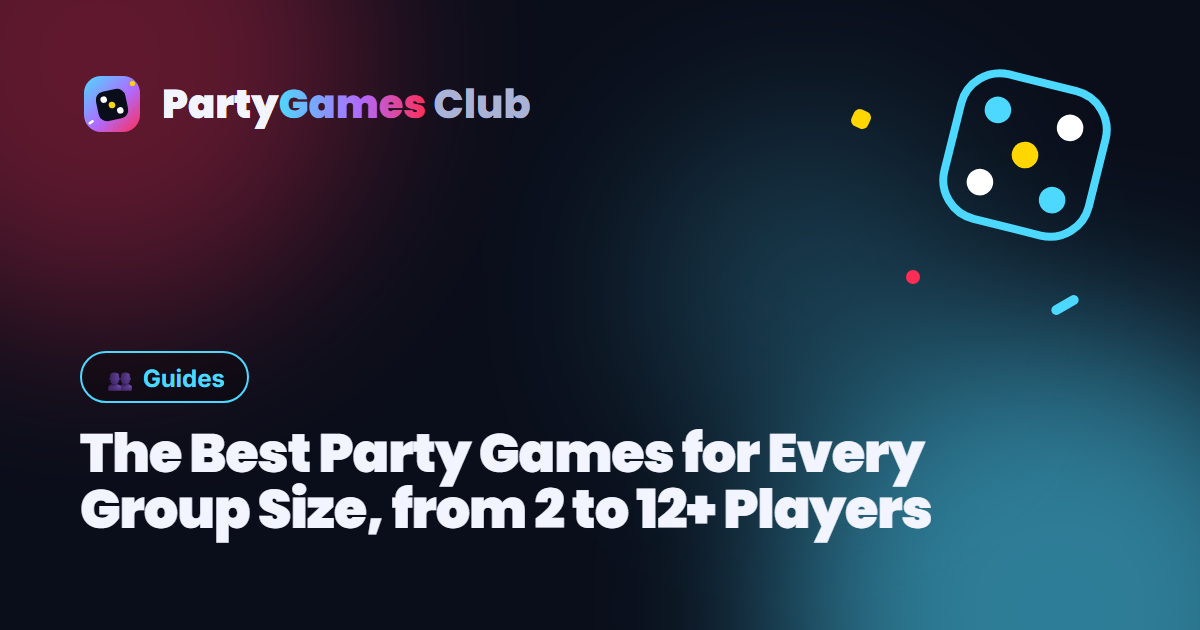 PartyGames Club
Guides
The Best Party Games for Every
Group Size, from 2 to 12+ Players